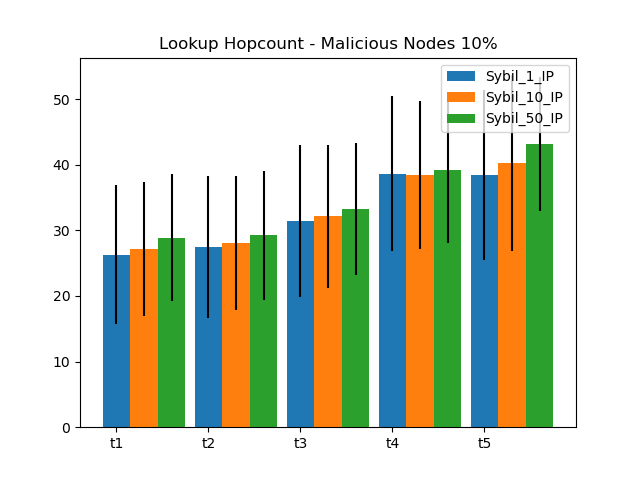 Lookup Hopcount - Malicious Nodes 10%
Sybil_1_IP
Sybil_10_IP
Sybil_50_IP
50
40
30
20
10
0
t1 t2 t3 t4 t5